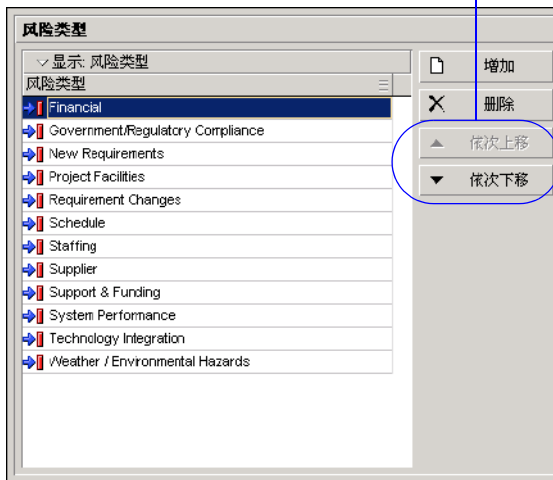 风险类型
显示: 风险类型
风险类型
Financial
Government/Regulatory Compliance
New Requirements
Project Facilities
Requirement Changes
Schedule
Staffing
Supplier
Support & Funding
System Performance
Technology Integration
Weather / Environmental Hazards
增加
删除
依次上移
依次下移